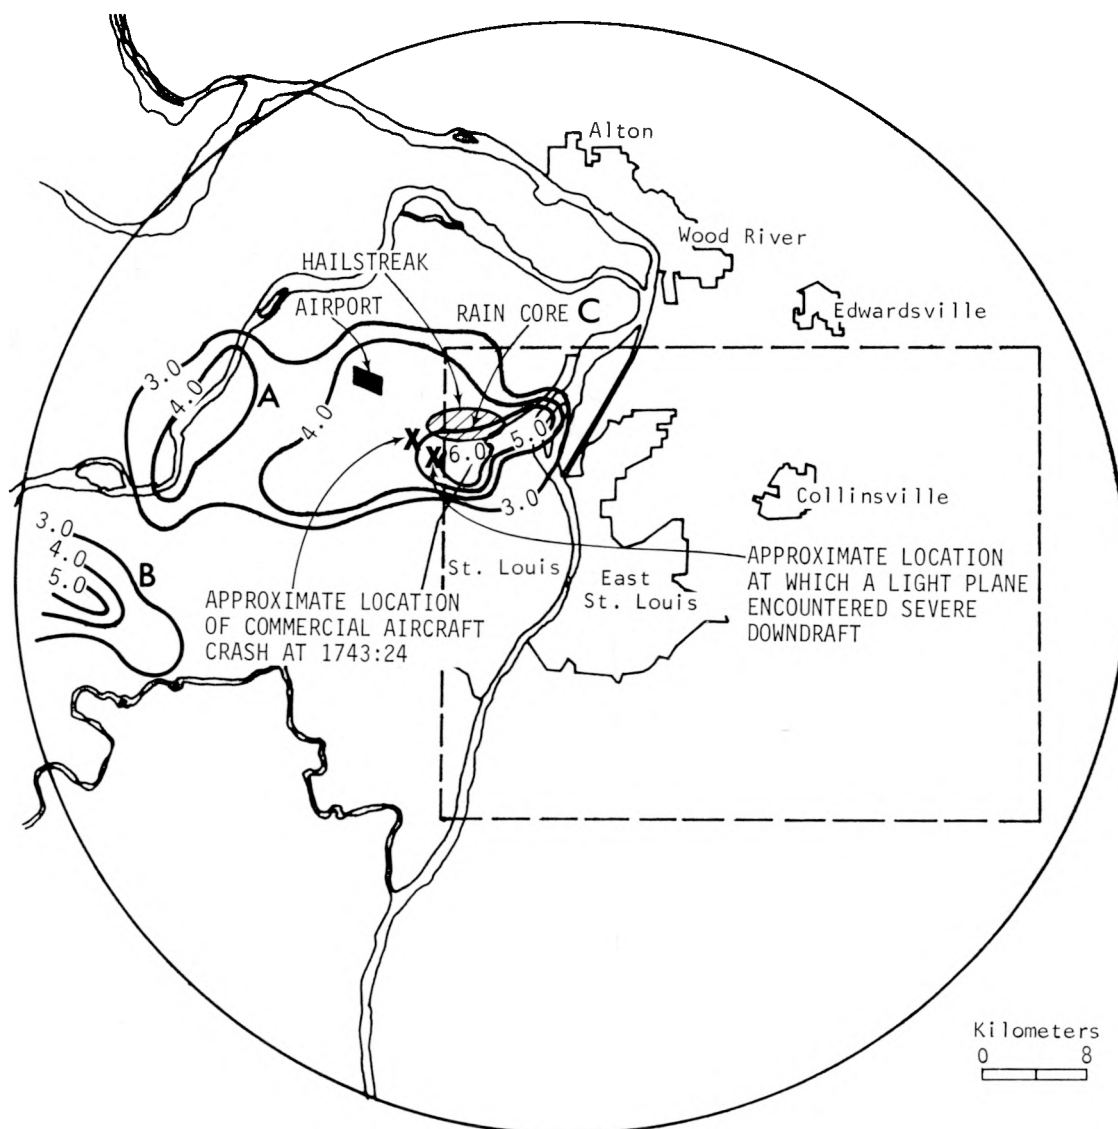 Alton
Wood River
HAILSTREAK
AIRPORT
RAIN CORE C
Edwardsville
3.0
4.0
A
4.0
5.0
6.0
3.0
Collinsville
3.0
4.0
5.0
B
St. Louis
East
St. Louis
APPROXIMATE LOCATION
AT WHICH A LIGHT PLANE
ENCOUNTERED SEVERE
DOWNDRAFT
APPROXIMATE LOCATION
OF COMMERCIAL AIRCRAFT
CRASH AT 1743:24
X
X
Kilometers
0 8